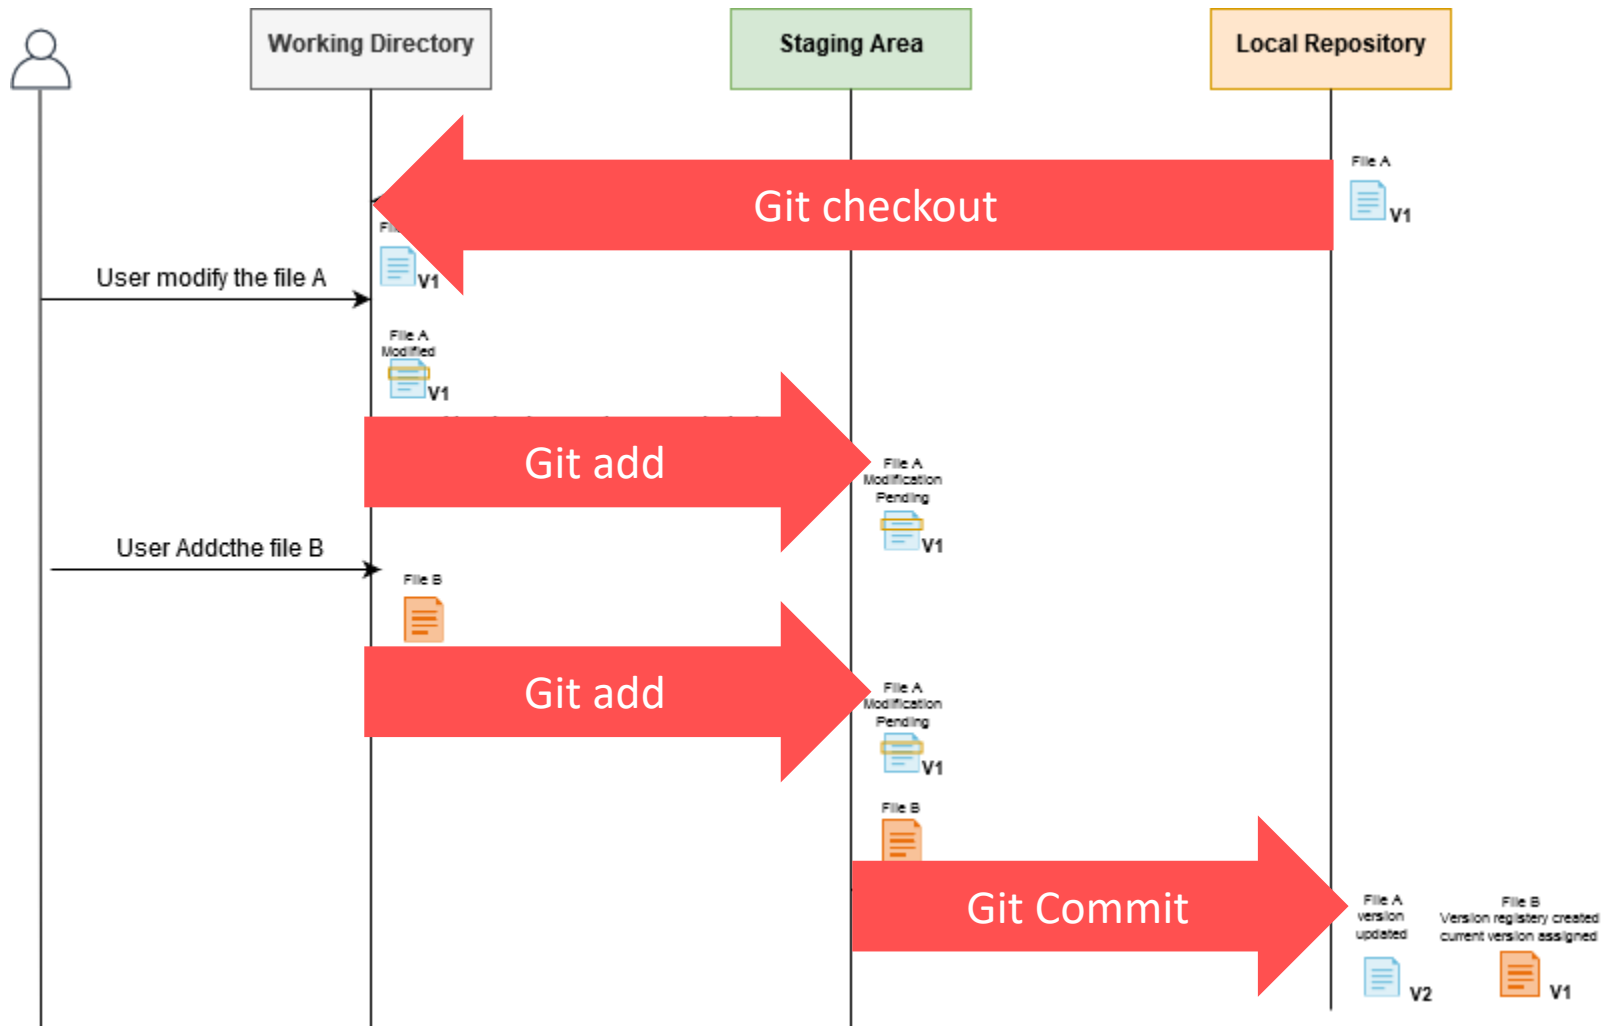 Working Directory
Staging Area
Local Repository
File A
V1
Git checkout
V1
User modify the file A
File A
Modified
V1
Git add
File A
Modification
Pending
V1
User Addcthe file B
File B
Git add
File A
Modification
Pending
V1
File B
Git Commit
File A
version
updated
V2
File B
Version registery created
current version assigned
V1